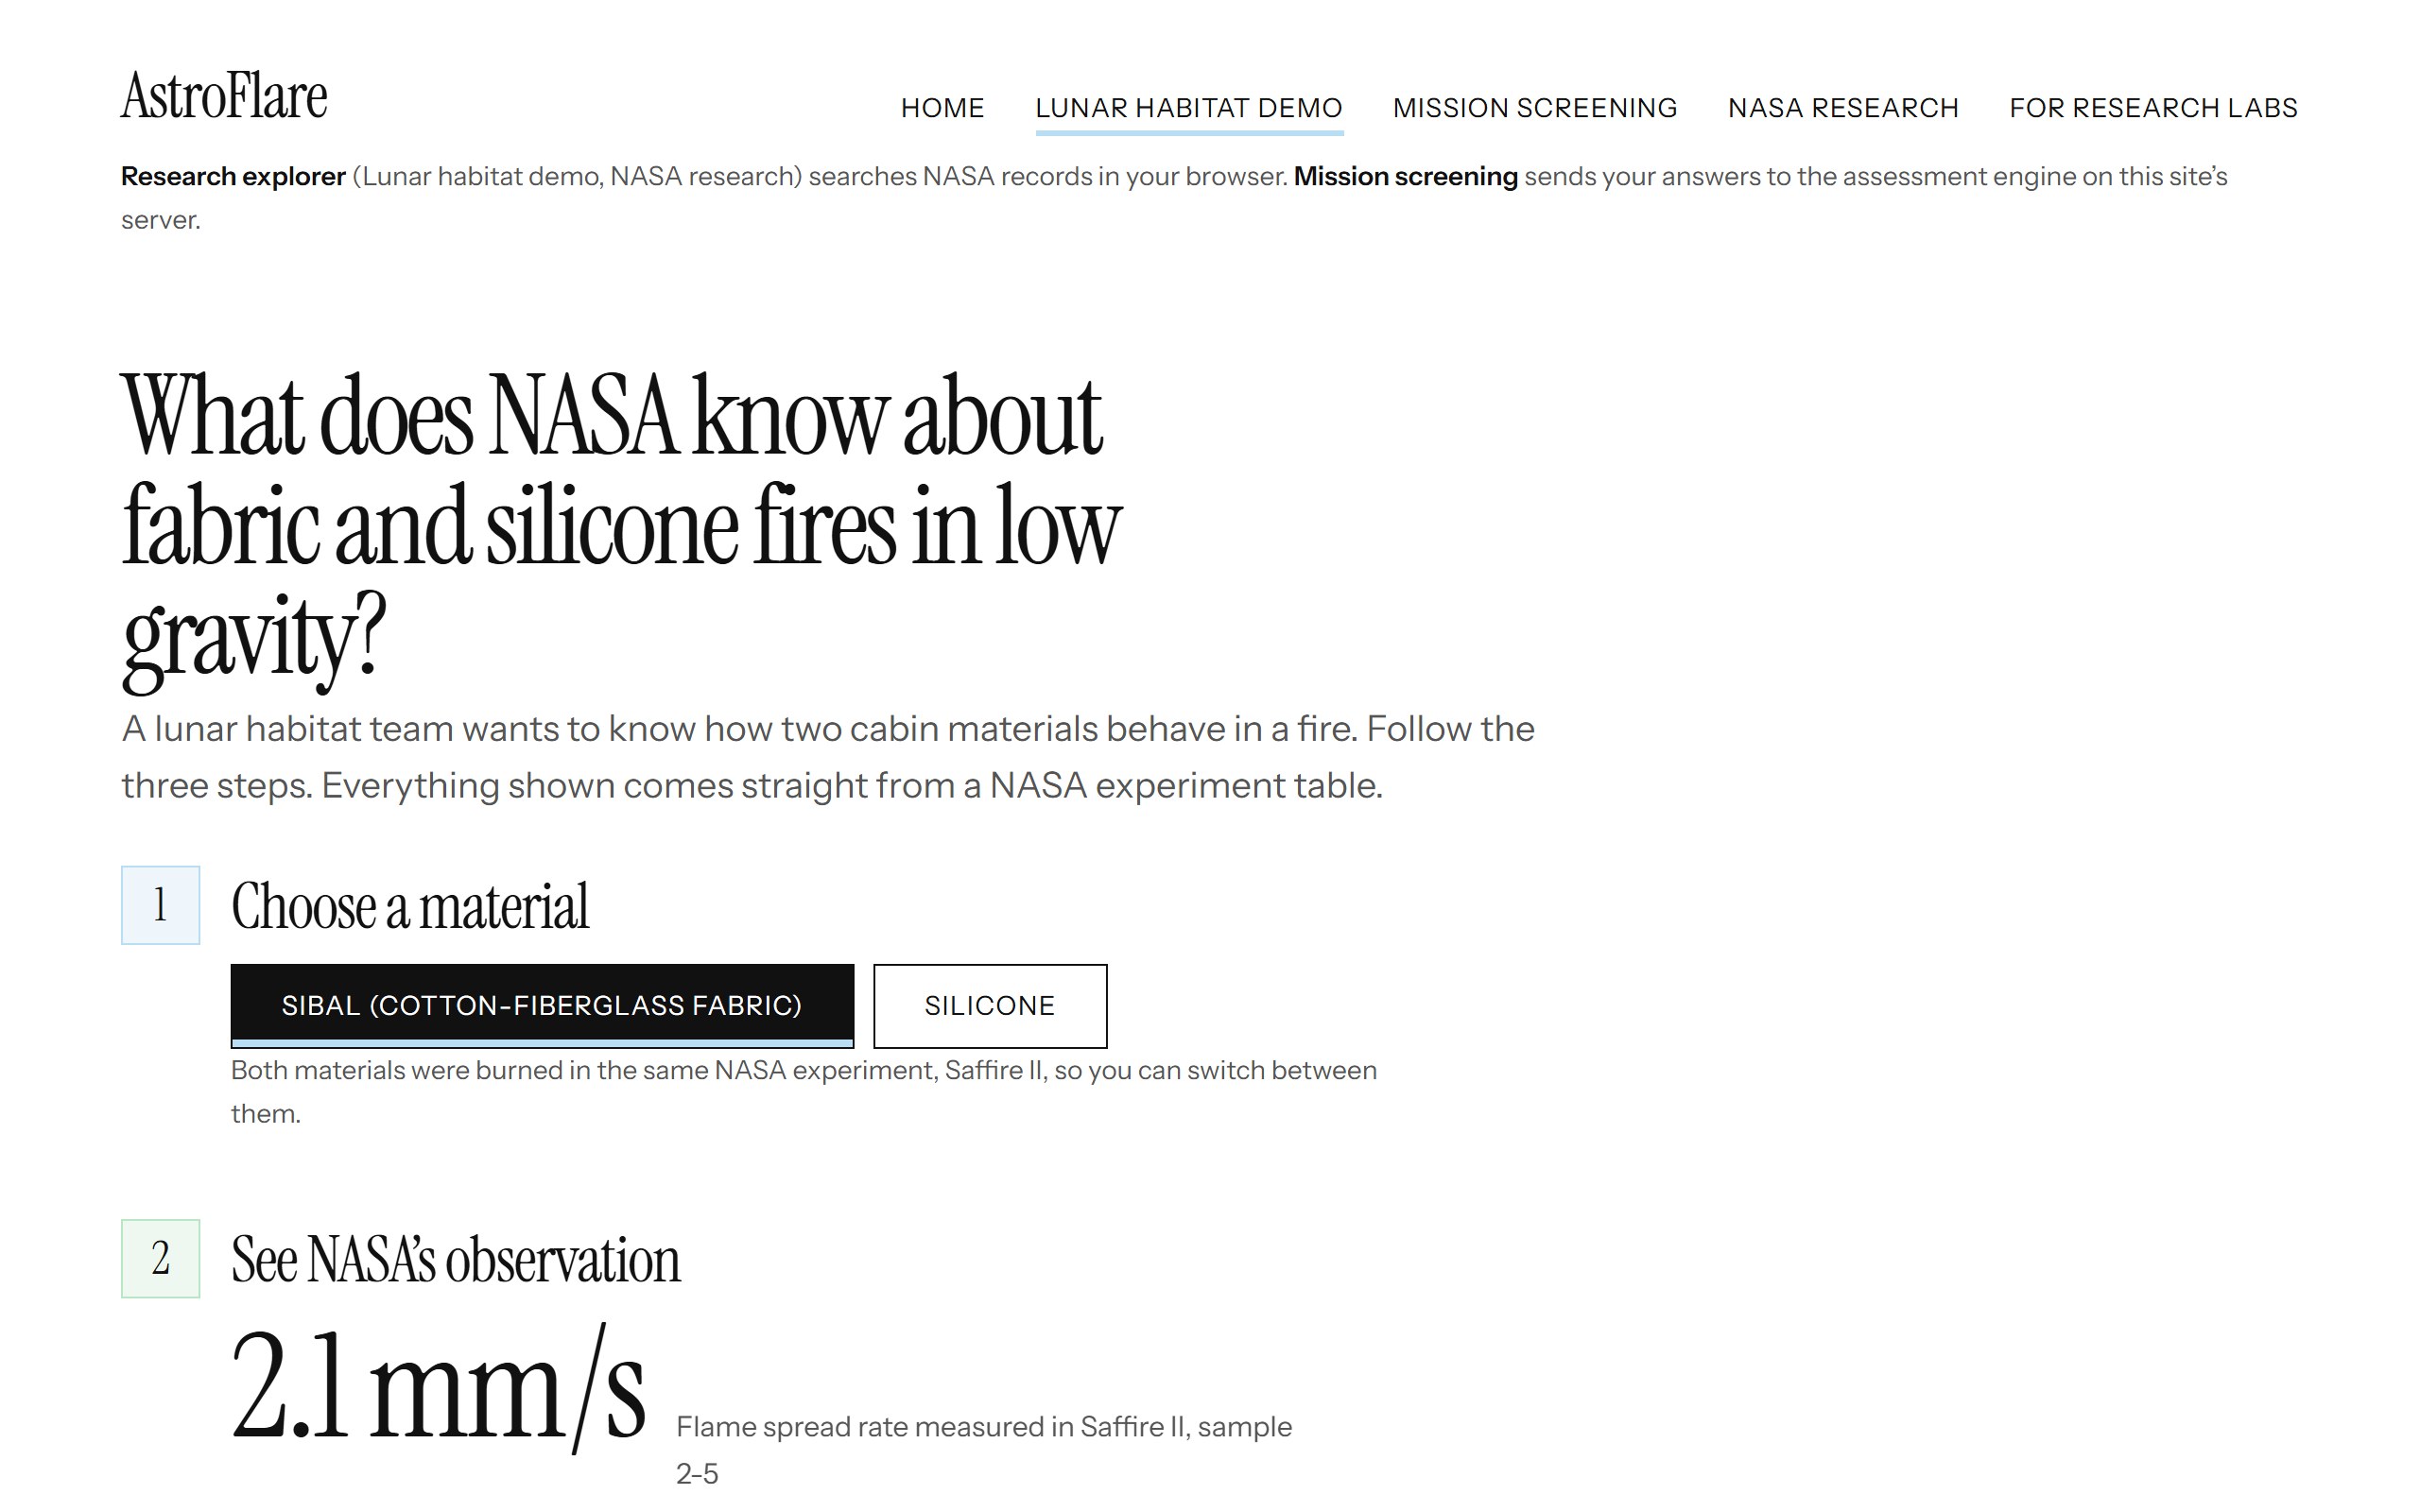 AstroFlare
HOME LUNAR HABITAT DEMO MISSION SCREENING NASA RESEARCH FOR RESEARCH LABS
Research explorer (Lunar habitat demo, NASA research) searches NASA records in your browser. Mission screening sends your answers to the assessment engine on this site’s
server.
What does NASA know about
fabric and silicone fires in low
gravity?
A lunar habitat team wants to know how two cabin materials behave in a fire. Follow the
three steps. Everything shown comes straight from a NASA experiment table.
1 Choose a material
SIBAL (COTTON-FIBERGLASS FABRIC) SILICONE
Both materials were burned in the same NASA experiment, Saffire II, so you can switch between
them.
2 See NASA’s observation
2.1 mm/s Flame spread rate measured in Saffire II, sample
2-5